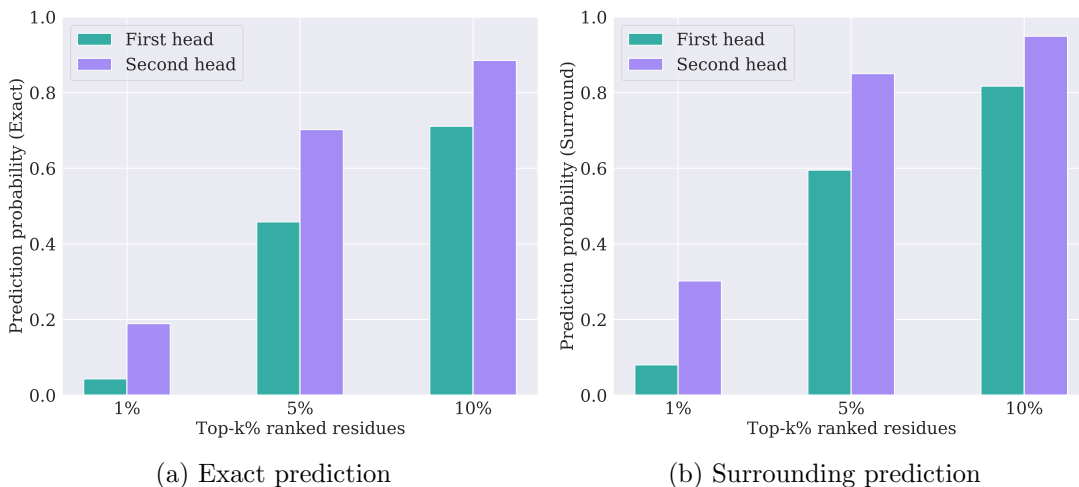 1.0
0.8
0.6
0.4
0.2
0.0
Prediction probability (Exact)
First head
Second head
1% 5% 10%
Top-k% ranked residues
(a) Exact prediction
1.0
0.8
0.6
0.4
0.2
0.0
Prediction probability (Surround)
First head
Second head
1% 5% 10%
Top-k% ranked residues
(b) Surrounding prediction